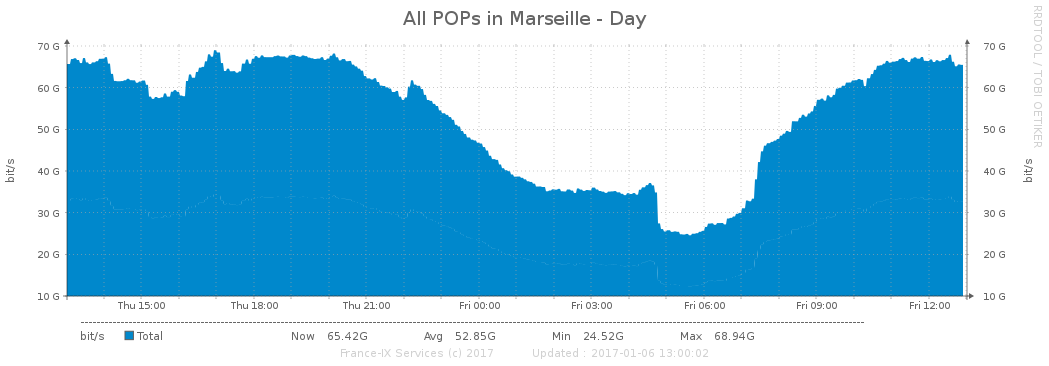 All POPs in Marseille - Day
RRDTOOL / TOBI OETIKER
70 G 70 G
60 G 60 G
50 G 50 G
40 G 40 G
30 G 30 G
20 G 20 G
10 G 10 G
bit/s bit/s
Thu 15:00 Thu 18:00 Thu 21:00 Fri 00:00 Fri 03:00 Fri 06:00 Fri 09:00 Fri 12:00
bit/s Total Now 65.42G Avg 52.85G Min 24.52G Max 68.94G
France-IX Services (c) 2017 Updated : 2017-01-06 13:00:02